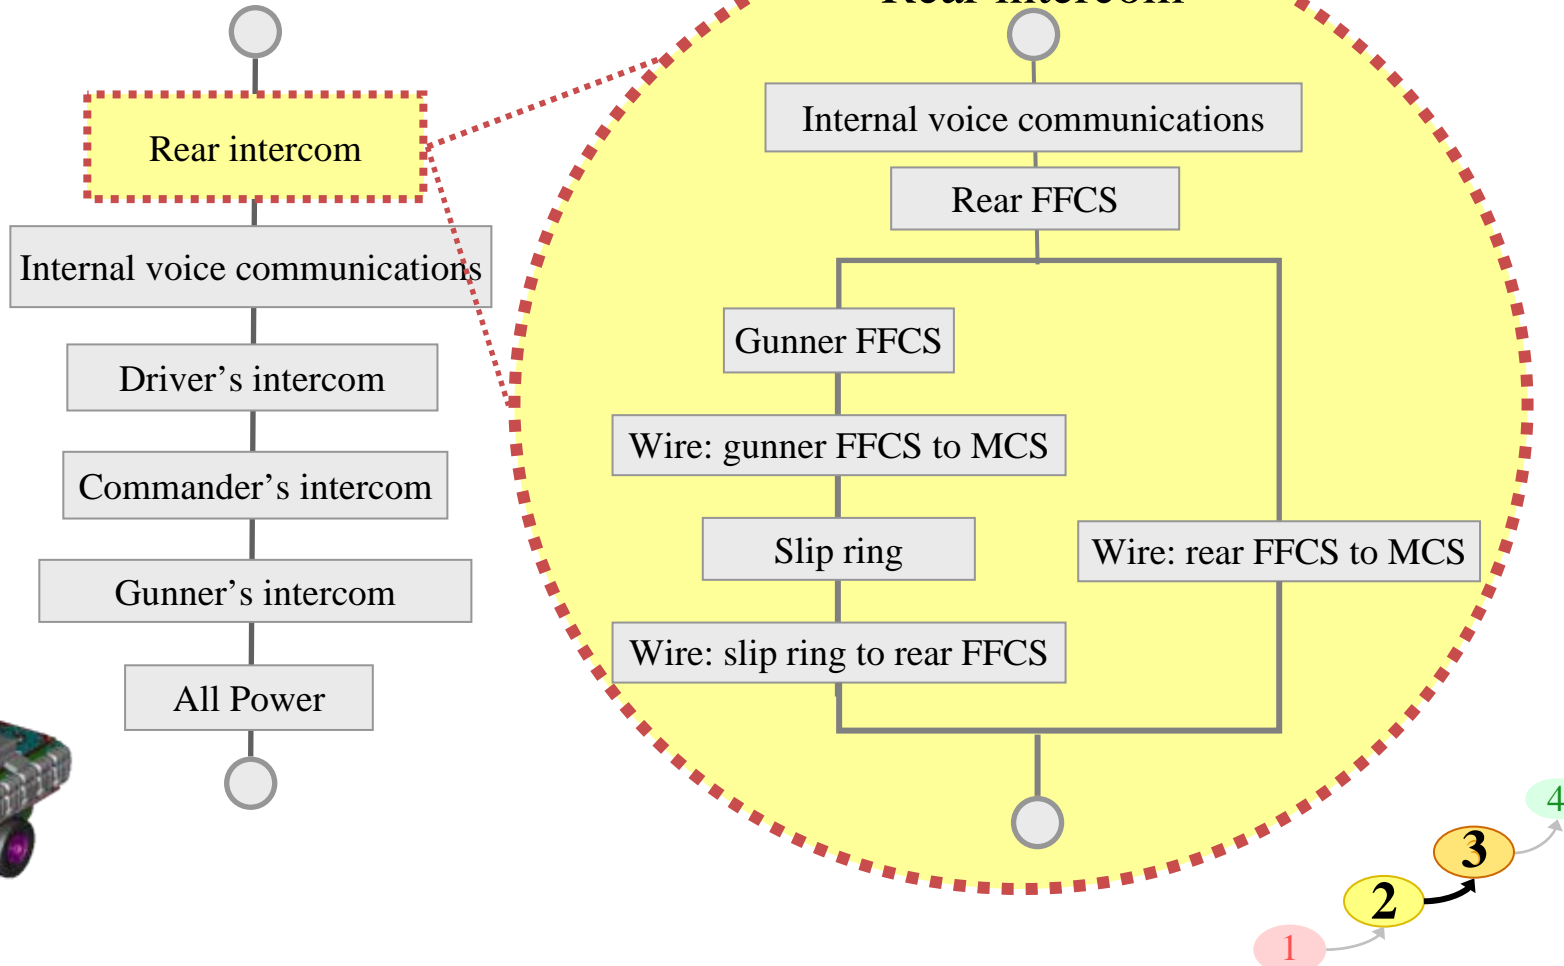 Rear intercom
Internal voice communications
Driver’s intercom
Commander’s intercom
Gunner’s intercom
All Power
Rear intercom
Internal voice communications
Rear FFCS
Gunner FFCS
Wire: gunner FFCS to MCS
Slip ring
Wire: slip ring to rear FFCS
Wire: rear FFCS to MCS
1
2
3
4